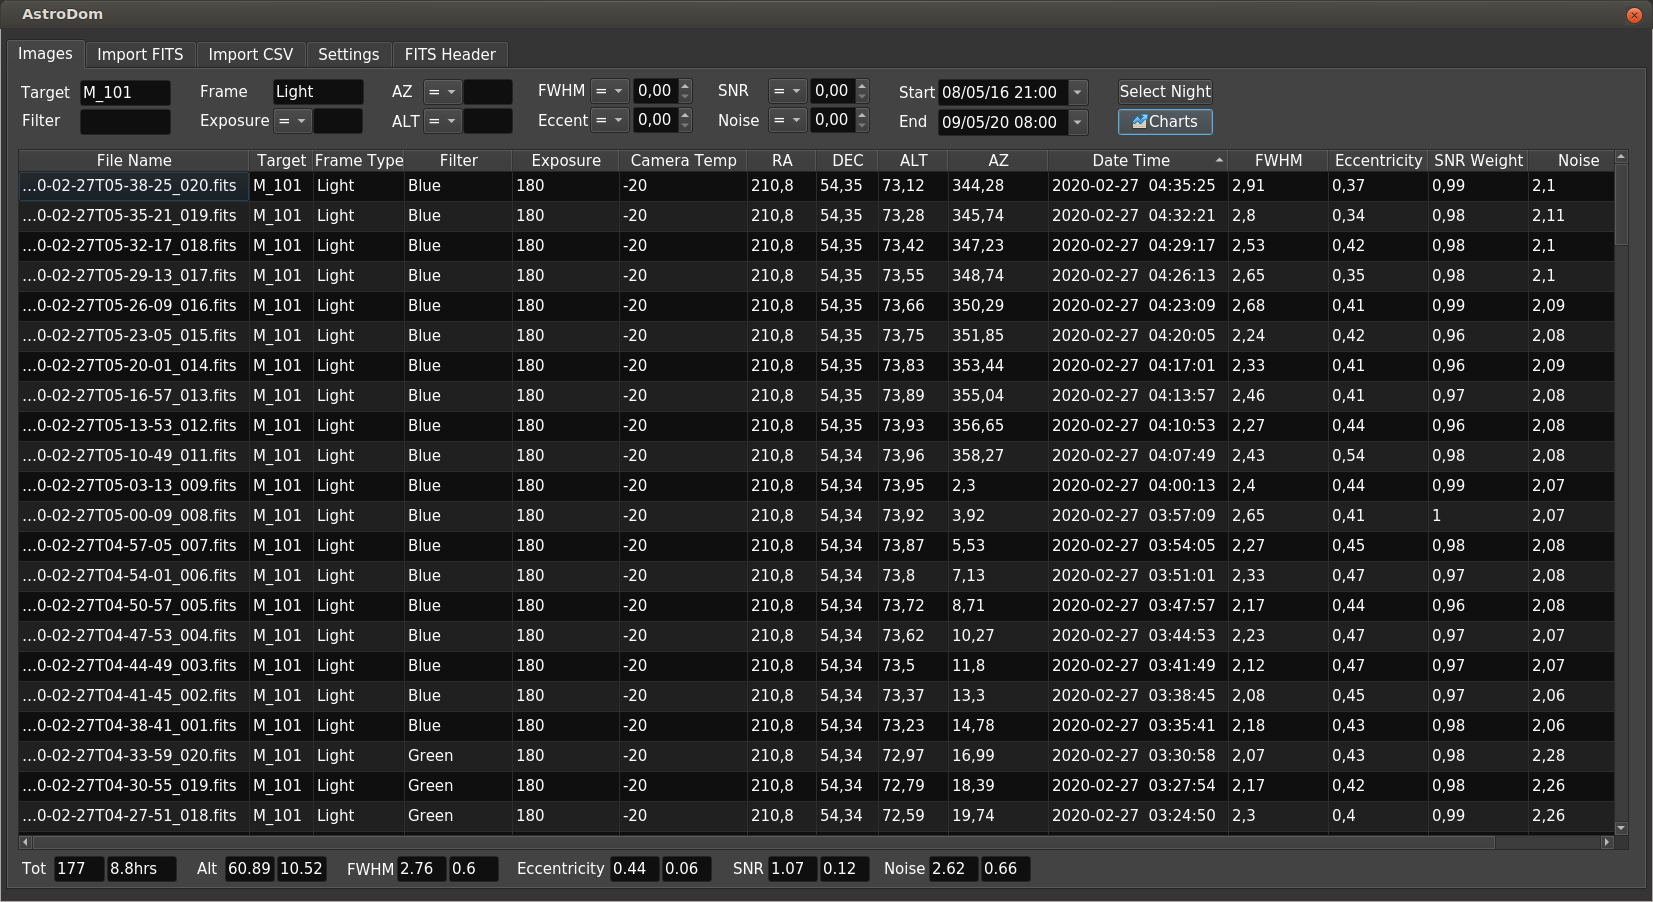 AstroDom
Images Import FITS Import CSV Settings FITS Header
Target M_101 Frame Light AZ = FWHM = 0,00 SNR = 0,00 Start 08/05/16 21:00 Select Night
Filter Exposure = ALT = Eccent = 0,00 Noise = 0,00 End 09/05/20 08:00 Charts
File Name Target Frame Type Filter Exposure Camera Temp RA DEC ALT AZ Date Time FWHM Eccentricity SNR Weight Noise
...0-02-27T05-38-25_020.fits M_101 Light Blue 180 -20 210,8 54,35 73,12 344,28 2020-02-27 04:35:25 2,91 0,37 0,99 2,1
...0-02-27T05-35-21_019.fits M_101 Light Blue 180 -20 210,8 54,35 73,28 345,74 2020-02-27 04:32:21 2,8 0,34 0,98 2,11
...0-02-27T05-32-17_018.fits M_101 Light Blue 180 -20 210,8 54,35 73,42 347,23 2020-02-27 04:29:17 2,53 0,42 0,98 2,1
...0-02-27T05-29-13_017.fits M_101 Light Blue 180 -20 210,8 54,35 73,55 348,74 2020-02-27 04:26:13 2,65 0,35 0,98 2,1
...0-02-27T05-26-09_016.fits M_101 Light Blue 180 -20 210,8 54,35 73,66 350,29 2020-02-27 04:23:09 2,68 0,41 0,99 2,09
...0-02-27T05-23-05_015.fits M_101 Light Blue 180 -20 210,8 54,35 73,75 351,85 2020-02-27 04:20:05 2,24 0,42 0,96 2,08
...0-02-27T05-20-01_014.fits M_101 Light Blue 180 -20 210,8 54,35 73,83 353,44 2020-02-27 04:17:01 2,33 0,41 0,96 2,09
...0-02-27T05-16-57_013.fits M_101 Light Blue 180 -20 210,8 54,35 73,89 355,04 2020-02-27 04:13:57 2,46 0,41 0,97 2,08
...0-02-27T05-13-53_012.fits M_101 Light Blue 180 -20 210,8 54,35 73,93 356,65 2020-02-27 04:10:53 2,27 0,44 0,96 2,08
...0-02-27T05-10-49_011.fits M_101 Light Blue 180 -20 210,8 54,34 73,96 358,27 2020-02-27 04:07:49 2,43 0,54 0,98 2,08
...0-02-27T05-03-13_009.fits M_101 Light Blue 180 -20 210,8 54,34 73,95 2,3 2020-02-27 04:00:13 2,4 0,44 0,99 2,07
...0-02-27T05-00-09_008.fits M_101 Light Blue 180 -20 210,8 54,34 73,92 3,92 2020-02-27 03:57:09 2,65 0,41 1 2,07
...0-02-27T04-57-05_007.fits M_101 Light Blue 180 -20 210,8 54,34 73,87 5,53 2020-02-27 03:54:05 2,27 0,45 0,98 2,08
...0-02-27T04-54-01_006.fits M_101 Light Blue 180 -20 210,8 54,34 73,8 7,13 2020-02-27 03:51:01 2,33 0,47 0,97 2,08
...0-02-27T04-50-57_005.fits M_101 Light Blue 180 -20 210,8 54,34 73,72 8,71 2020-02-27 03:47:57 2,17 0,44 0,96 2,08
...0-02-27T04-47-53_004.fits M_101 Light Blue 180 -20 210,8 54,34 73,62 10,27 2020-02-27 03:44:53 2,23 0,47 0,97 2,07
...0-02-27T04-44-49_003.fits M_101 Light Blue 180 -20 210,8 54,34 73,5 11,8 2020-02-27 03:41:49 2,12 0,47 0,97 2,07
...0-02-27T04-41-45_002.fits M_101 Light Blue 180 -20 210,8 54,34 73,37 13,3 2020-02-27 03:38:45 2,08 0,45 0,97 2,06
...0-02-27T04-38-41_001.fits M_101 Light Blue 180 -20 210,8 54,34 73,23 14,78 2020-02-27 03:35:41 2,18 0,43 0,98 2,06
...0-02-27T04-33-59_020.fits M_101 Light Green 180 -20 210,8 54,34 72,97 16,99 2020-02-27 03:30:58 2,07 0,43 0,98 2,28
...0-02-27T04-30-55_019.fits M_101 Light Green 180 -20 210,8 54,34 72,79 18,39 2020-02-27 03:27:54 2,17 0,42 0,98 2,26
...0-02-27T04-27-51_018.fits M_101 Light Green 180 -20 210,8 54,34 72,59 19,74 2020-02-27 03:24:50 2,3 0,4 0,99 2,26
Tot 177 8.8hrs Alt 60.89 10.52 FWHM 2.76 0.6 Eccentricity 0.44 0.06 SNR 1.07 0.12 Noise 2.62 0.66